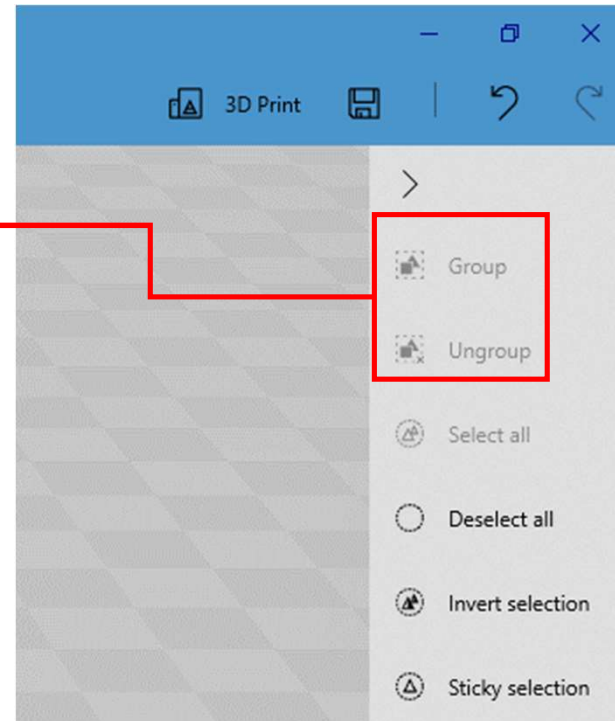 3D Print
Group
Ungroup
Select all
Deselect all
Invert selection
Sticky selection